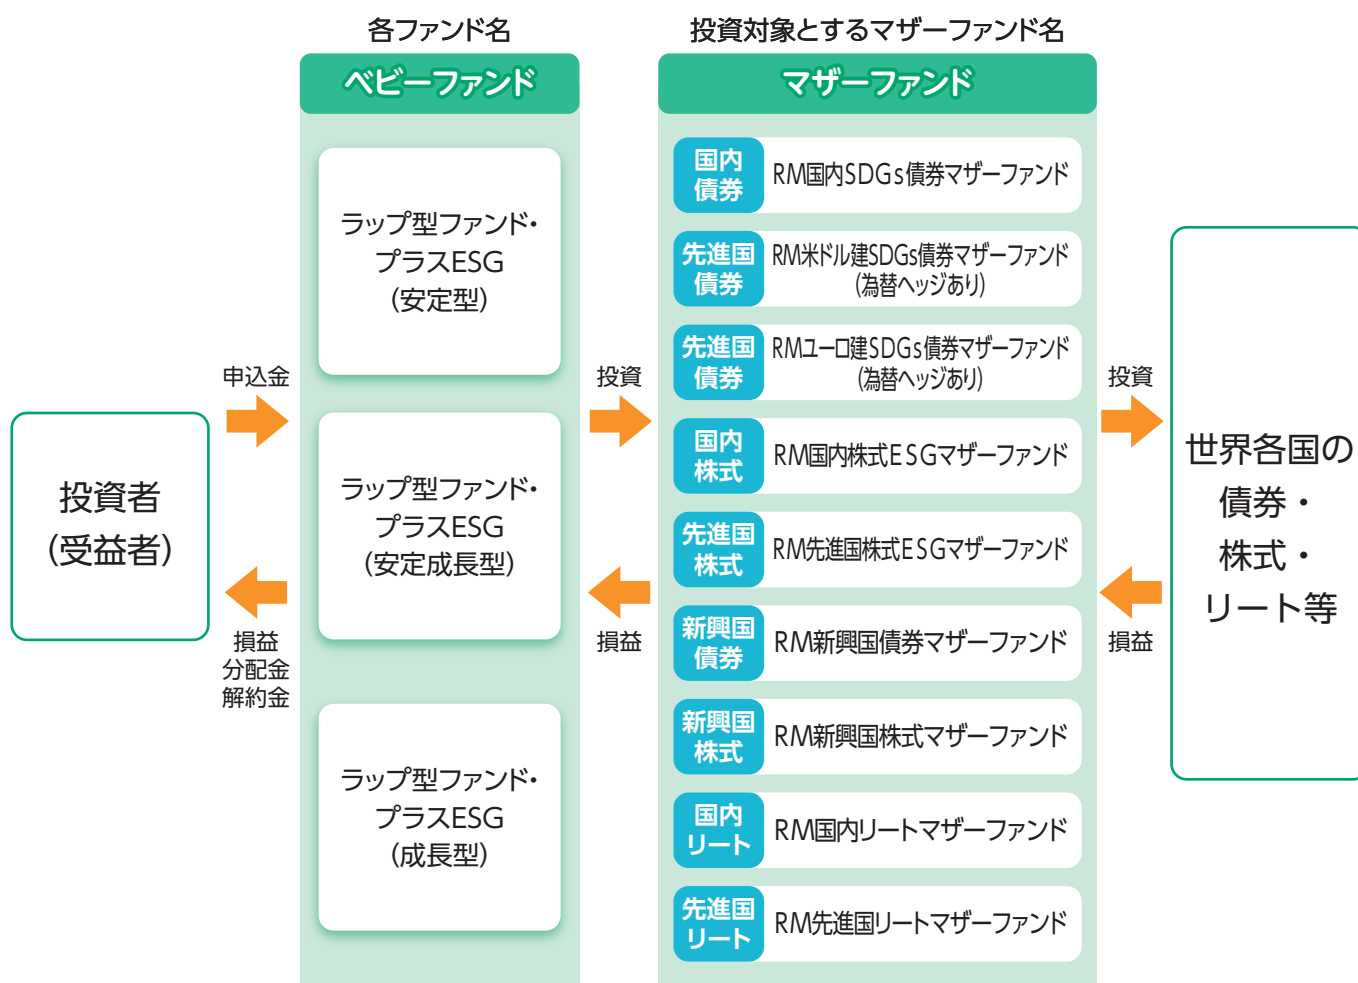 各ファンド名
投資対象とするマザーファンド名
ベビーファンド
マザーファンド
投資者
(受益者)
申込金
損益
分配金
解約金
ラップ型ファンド・
プラスESG
(安定型)
ラップ型ファンド・
プラスESG
(安定成長型)
ラップ型ファンド・
プラスESG
(成長型)
投資
損益
国内
債券
RM国内SDGs債券マザーファンド
先進国
債券
RM米ドル建SDGs債券マザーファンド
(為替ヘッジあり)
先進国
債券
RMユーロ建SDGs債券マザーファンド
(為替ヘッジあり)
国内
株式
RM国内株式ESGマザーファンド
先進国
株式
RM先進国株式ESGマザーファンド
新興国
債券
RM新興国債券マザーファンド
新興国
株式
RM新興国株式マザーファンド
国内
リート
RM国内リートマザーファンド
先進国
リート
RM先進国リートマザーファンド
投資
損益
世界各国の
債券・
株式・
リート等